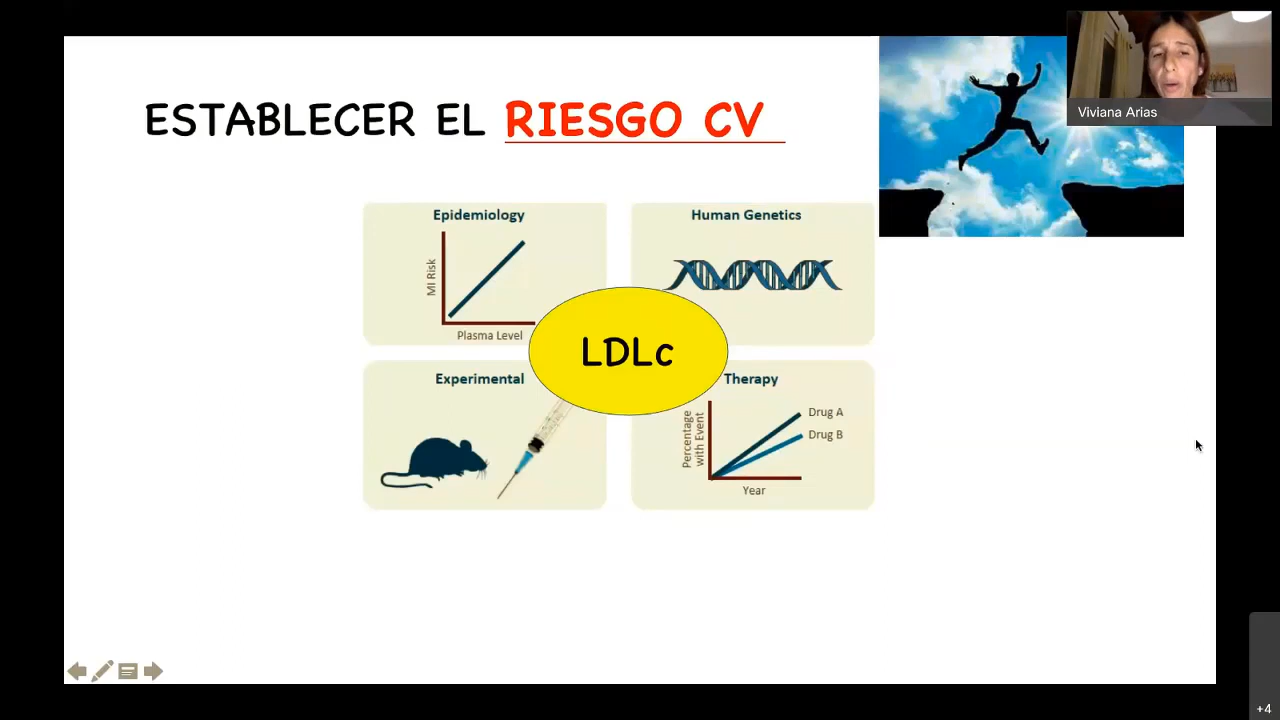 ESTABLECER EL RIESGO CV
Viviana Arias
Epidemiology
MI Risk
Plasma Level
Human Genetics
LDLc
Experimental
Therapy
Percentage
with Event
Drug A
Drug B
Year
+4